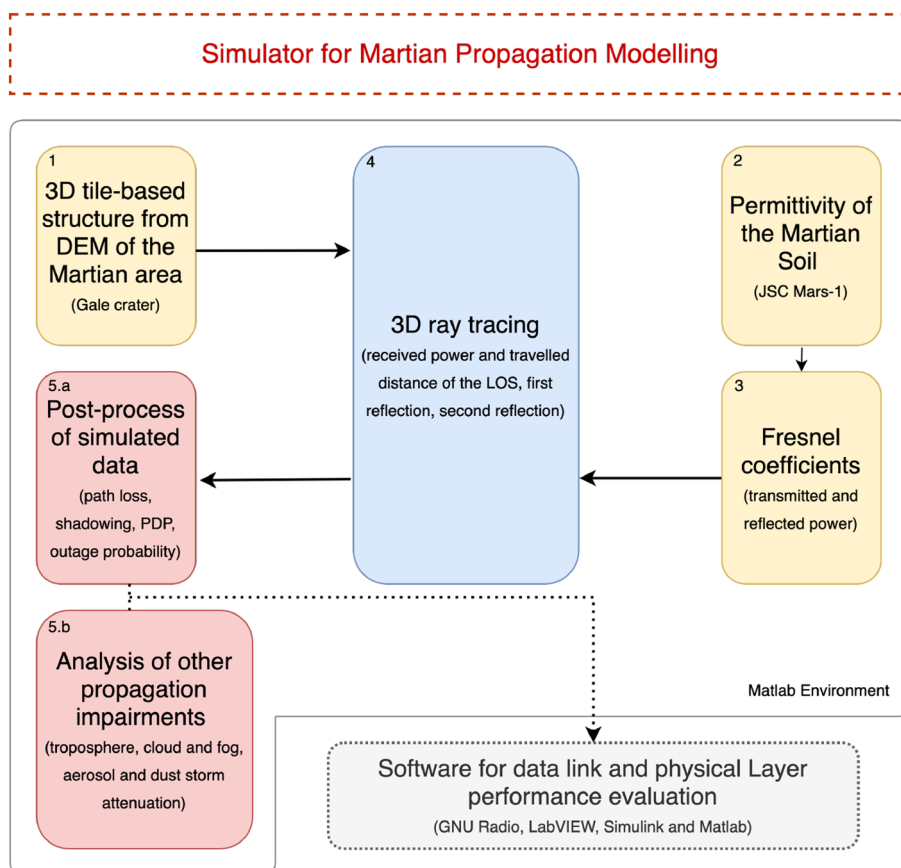 Simulator for Martian Propagation Modelling
1
3D tile-based
structure from
DEM of the
Martian area
(Gale crater)
4
3D ray tracing
(received power and travelled
distance of the LOS, first
reflection, second reflection)
2
Permittivity of
the Martian
Soil
(JSC Mars-1)
3
Fresnel
coefficients
(transmitted and
reflected power)
5.a
Post-process
of simulated
data
(path loss,
shadowing, PDP,
outage probability)
5.b
Analysis of other
propagation
impairments
(troposphere, cloud and fog,
aerosol and dust storm
attenuation)
Matlab Environment
Software for data link and physical Layer
performance evaluation
(GNU Radio, LabVIEW, Simulink and Matlab)